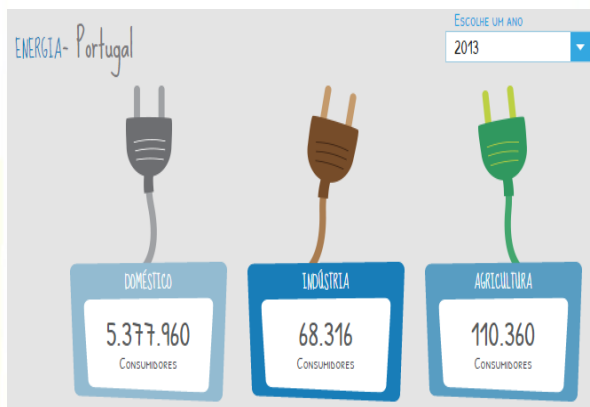 ENERGIA- Portugal
ESCOLHE UM ANO
2013
DOMÉSTICO
5.377.960
CONSUMIDORES
INDÚSTRIA
68.316
CONSUMIDORES
AGRICULTURA
110.360
CONSUMIDORES